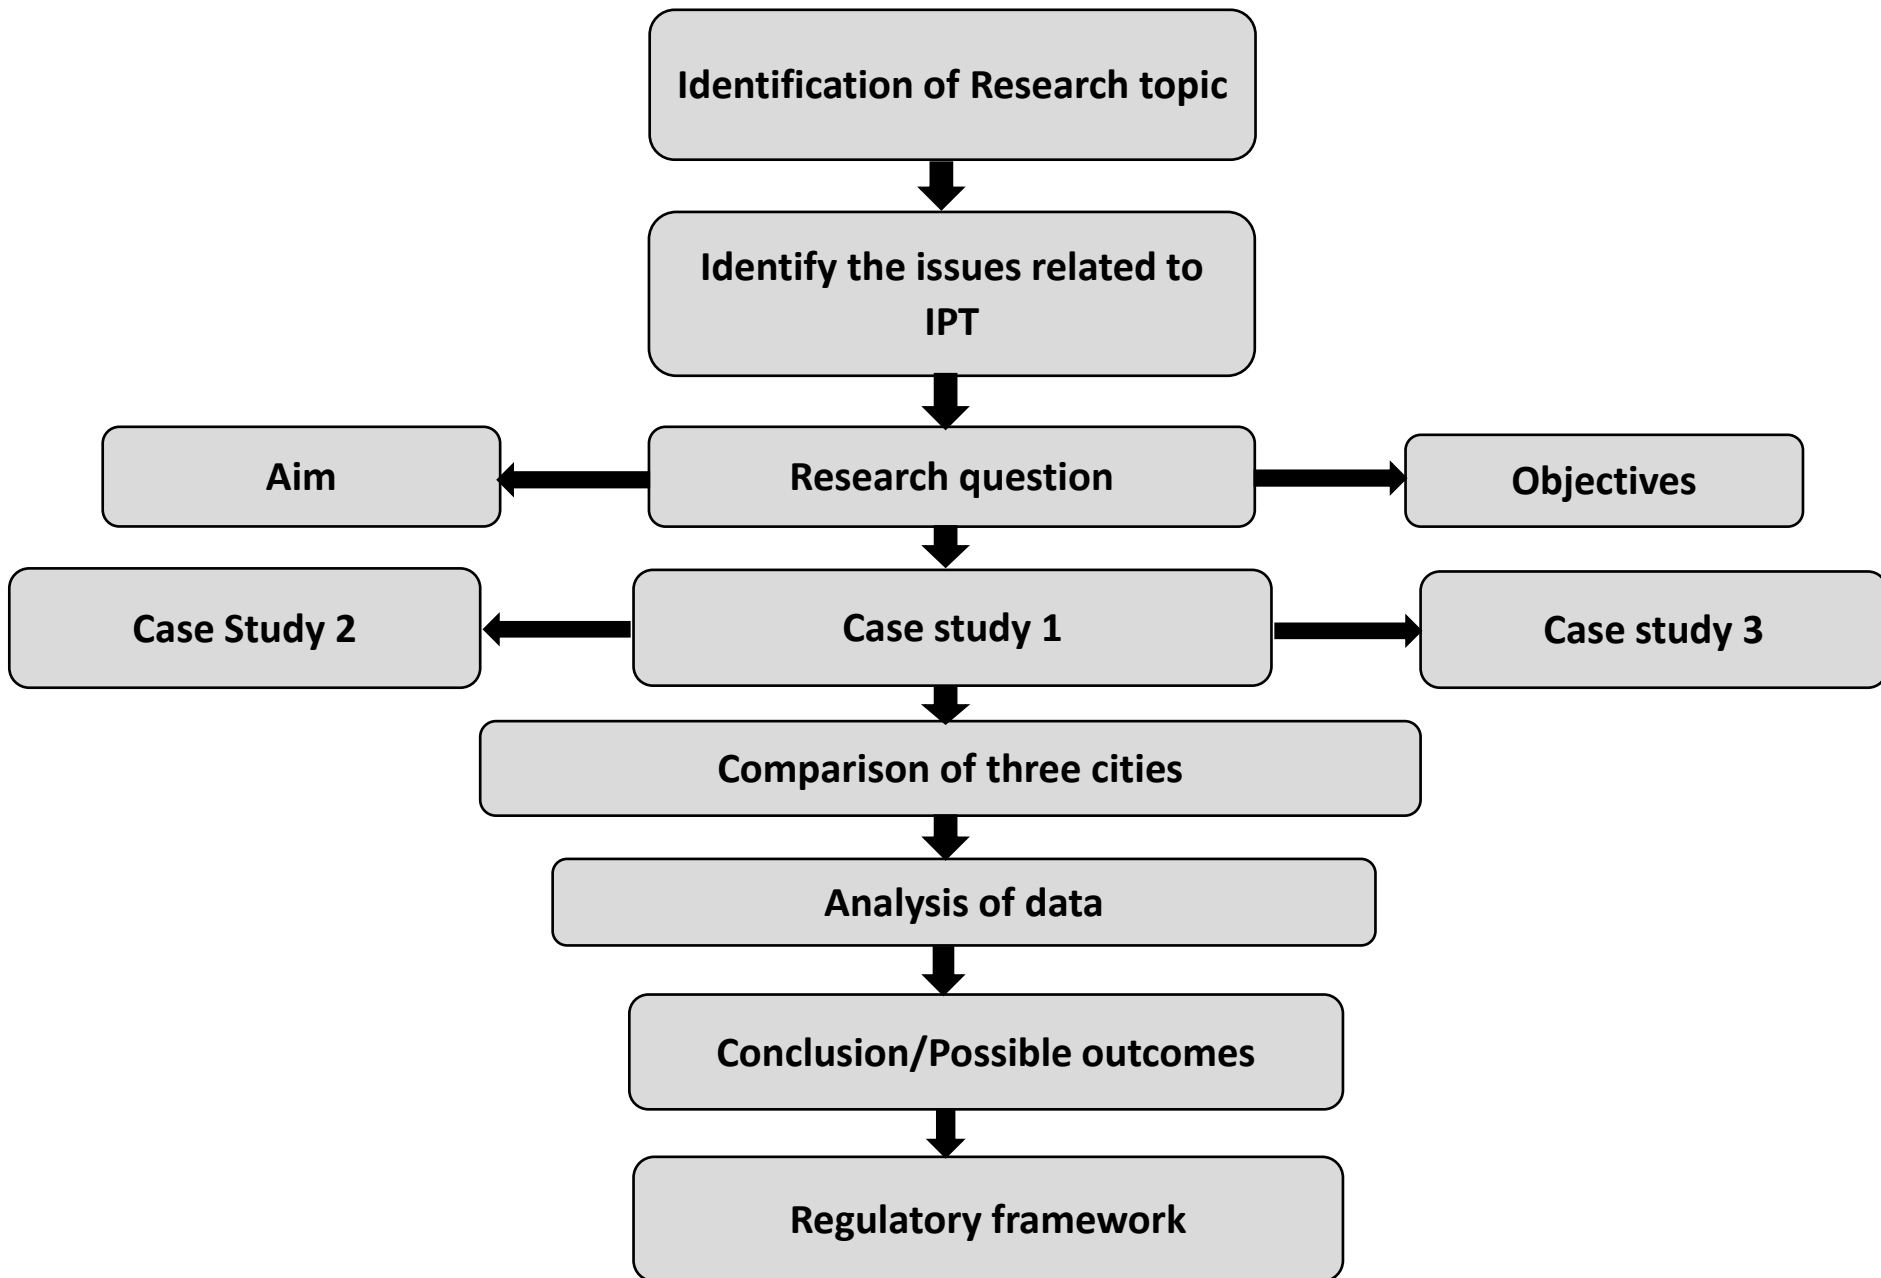 Identification of Research topic
Identify the issues related to
IPT
Aim
Research question
Objectives
Case Study 2
Case study 1
Case study 3
Comparison of three cities
Analysis of data
Conclusion/Possible outcomes
Regulatory framework